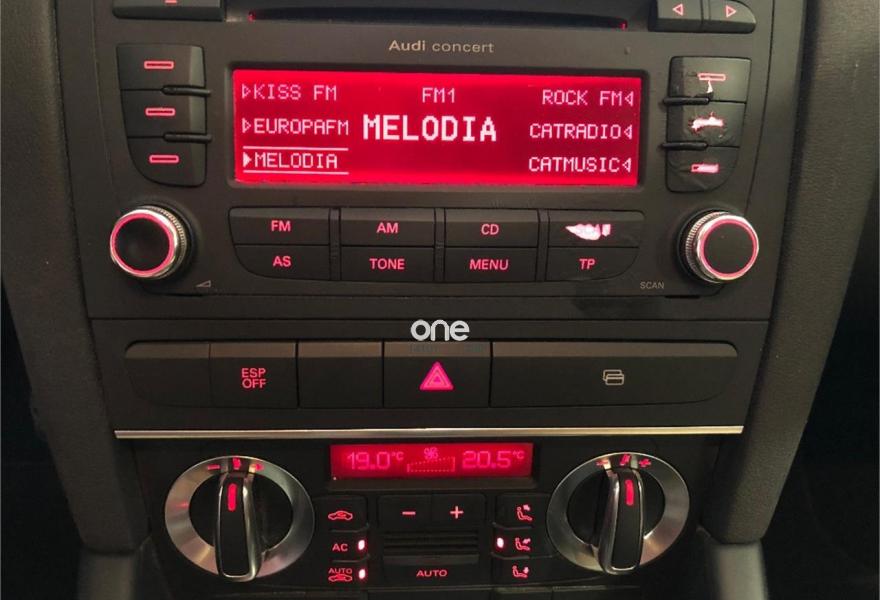 Audi concert
KISS FM FM1 ROCK FM
EUROPAFM MELODIA CATRADIO
MELODIA CATMUSIC
FM AM CD
AS TONE MENU TP
SCAN
one
ESP
OFF
19.0°C 20.5°C
- +
AC
AUTO AUTO